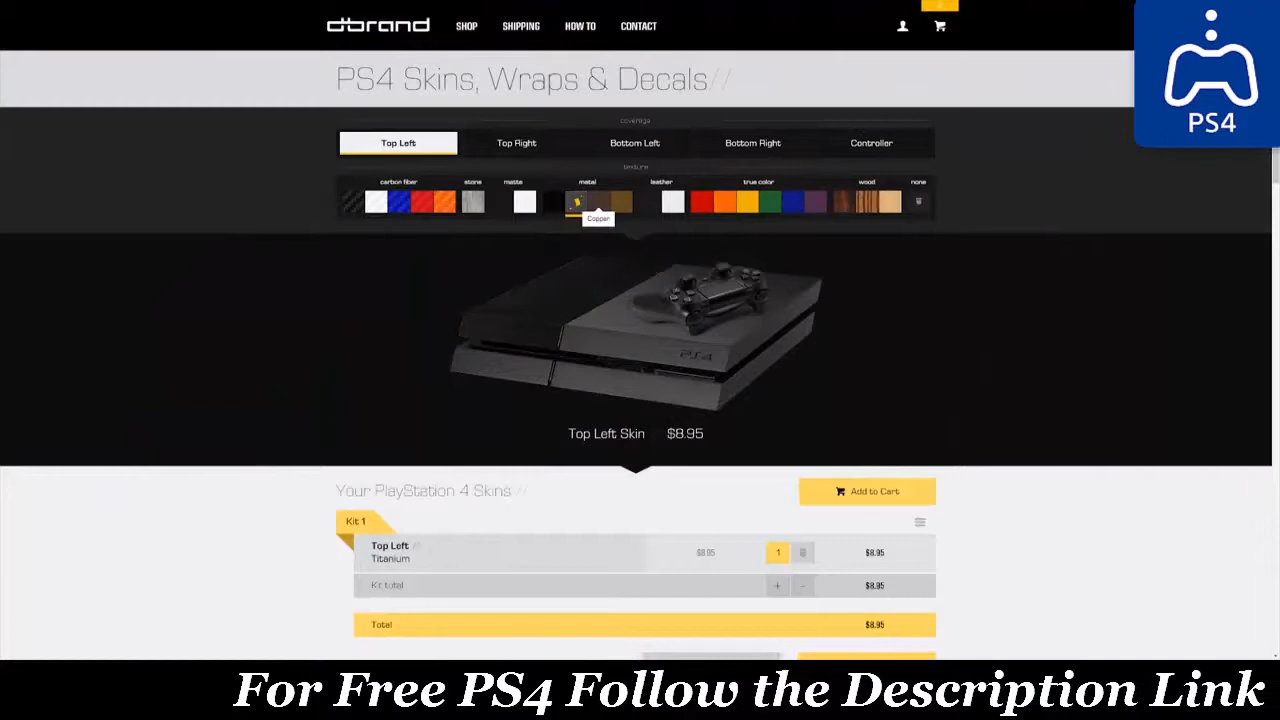 dbrand
SHOP SHIPPING HOW TO CONTACT
PS4
PS4 Skins, Wraps & Decals//
coverings
Top Left Top Right Bottom Left Bottom Right Controller
texture
carbon fiber stone matte metal leather true color wood none
Copper
PS4
Top Left Skin $8.95
Your PlayStation 4 Skins //
Add to Cart
Kit 1
Top Left //
Titanium
$8.95 1 $8.95
Kit total + - $8.95
Total $8.95
For Free PS4 Follow the Description Link